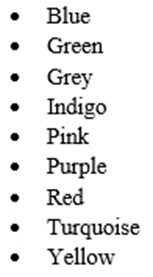 • Blue
• Green
• Grey
• Indigo
• Pink
• Purple
• Red
• Turquoise
• Yellow